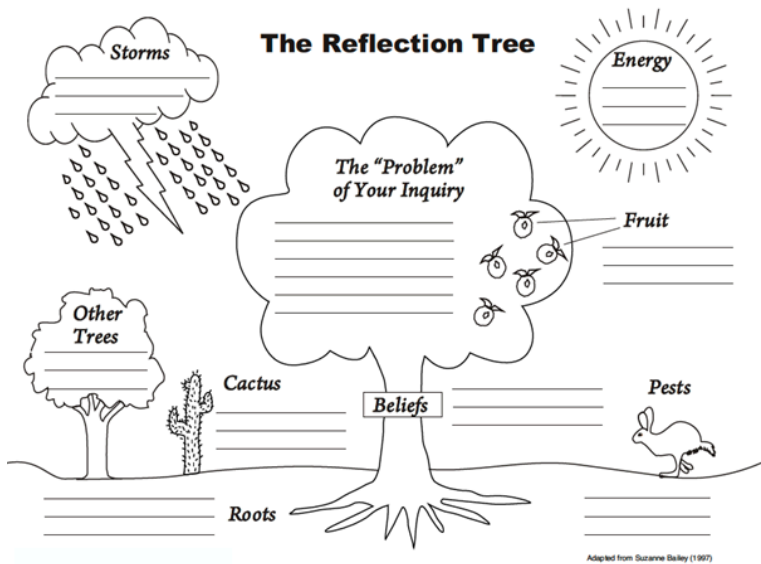 The Reflection Tree
Storms
Energy
The “Problem”
of Your Inquiry
Fruit
Other
Trees
Cactus
Beliefs
Pests
Roots
Adapted from Suzanne Bailey (1997)